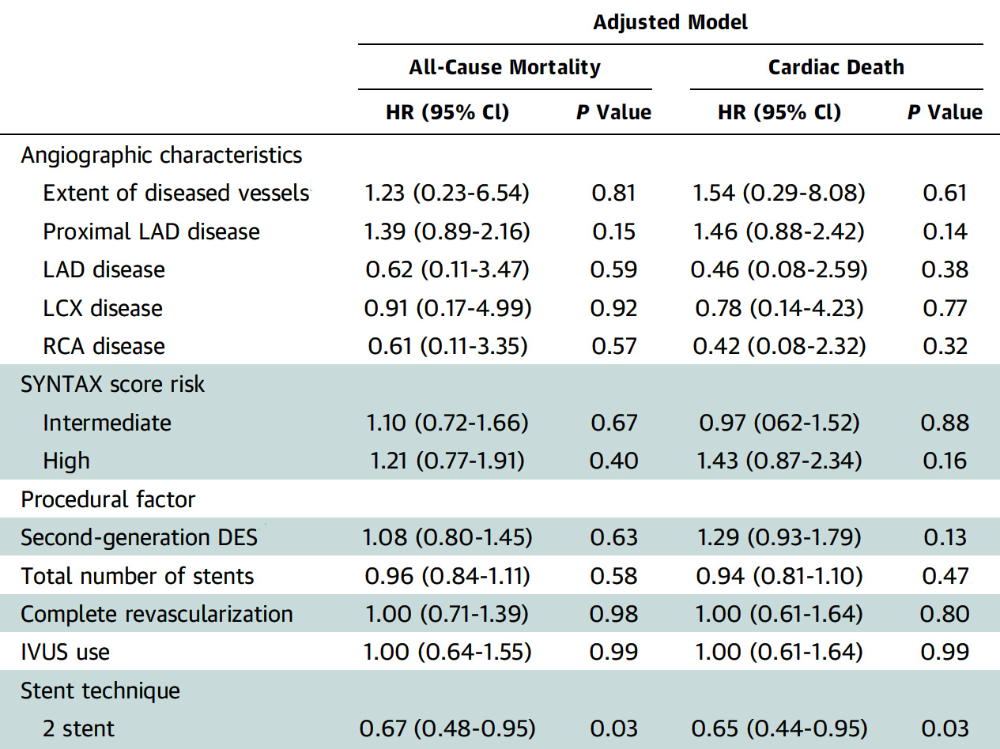 Adjusted Model
All-Cause Mortality Cardiac Death
HR (95% Cl) P Value HR (95% Cl) P Value
Angiographic characteristics
Extent of diseased vessels 1.23 (0.23-6.54) 0.81 1.54 (0.29-8.08) 0.61
Proximal LAD disease 1.39 (0.89-2.16) 0.15 1.46 (0.88-2.42) 0.14
LAD disease 0.62 (0.11-3.47) 0.59 0.46 (0.08-2.59) 0.38
LCX disease 0.91 (0.17-4.99) 0.92 0.78 (0.14-4.23) 0.77
RCA disease 0.61 (0.11-3.35) 0.57 0.42 (0.08-2.32) 0.32
SYNTAX score risk
Intermediate 1.10 (0.72-1.66) 0.67 0.97 (062-1.52) 0.88
High 1.21 (0.77-1.91) 0.40 1.43 (0.87-2.34) 0.16
Procedural factor
Second-generation DES 1.08 (0.80-1.45) 0.63 1.29 (0.93-1.79) 0.13
Total number of stents 0.96 (0.84-1.11) 0.58 0.94 (0.81-1.10) 0.47
Complete revascularization 1.00 (0.71-1.39) 0.98 1.00 (0.61-1.64) 0.80
IVUS use 1.00 (0.64-1.55) 0.99 1.00 (0.61-1.64) 0.99
Stent technique
2 stent 0.67 (0.48-0.95) 0.03 0.65 (0.44-0.95) 0.03